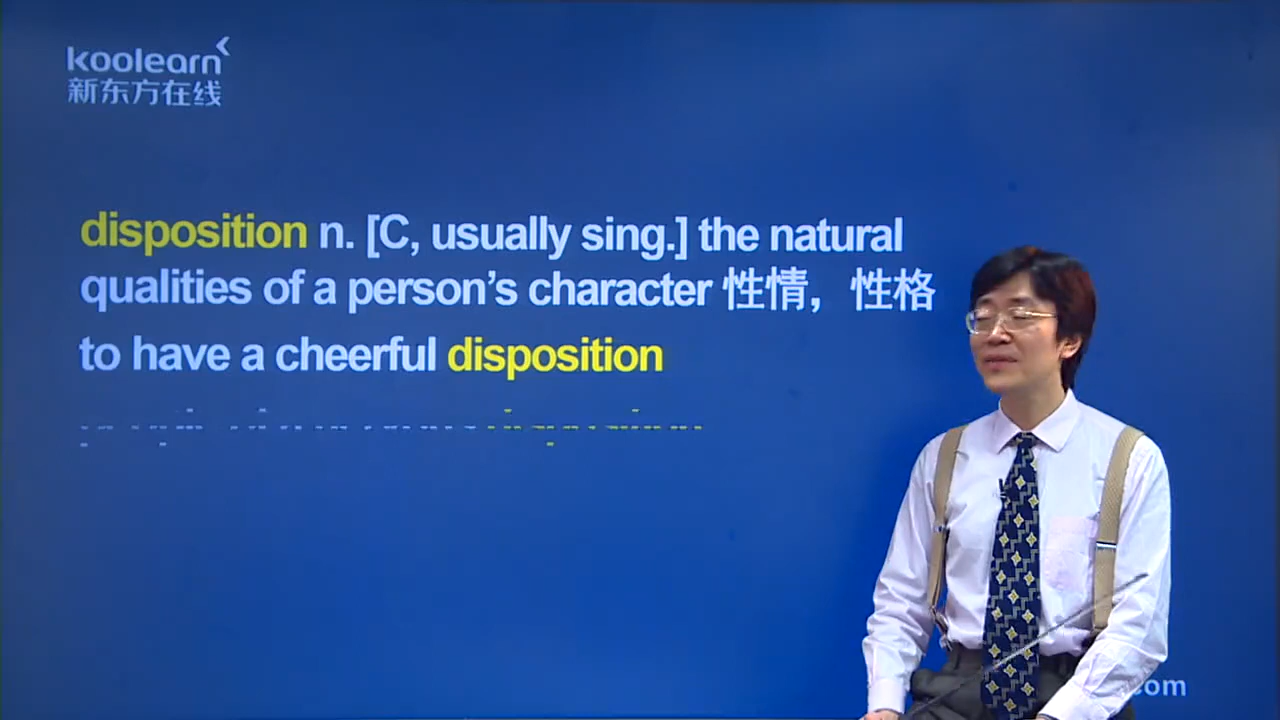 koolearn
新东方在线
disposition n. [C, usually sing.] the natural
qualities of a person’s character 性情，性格
to have a cheerful disposition
com